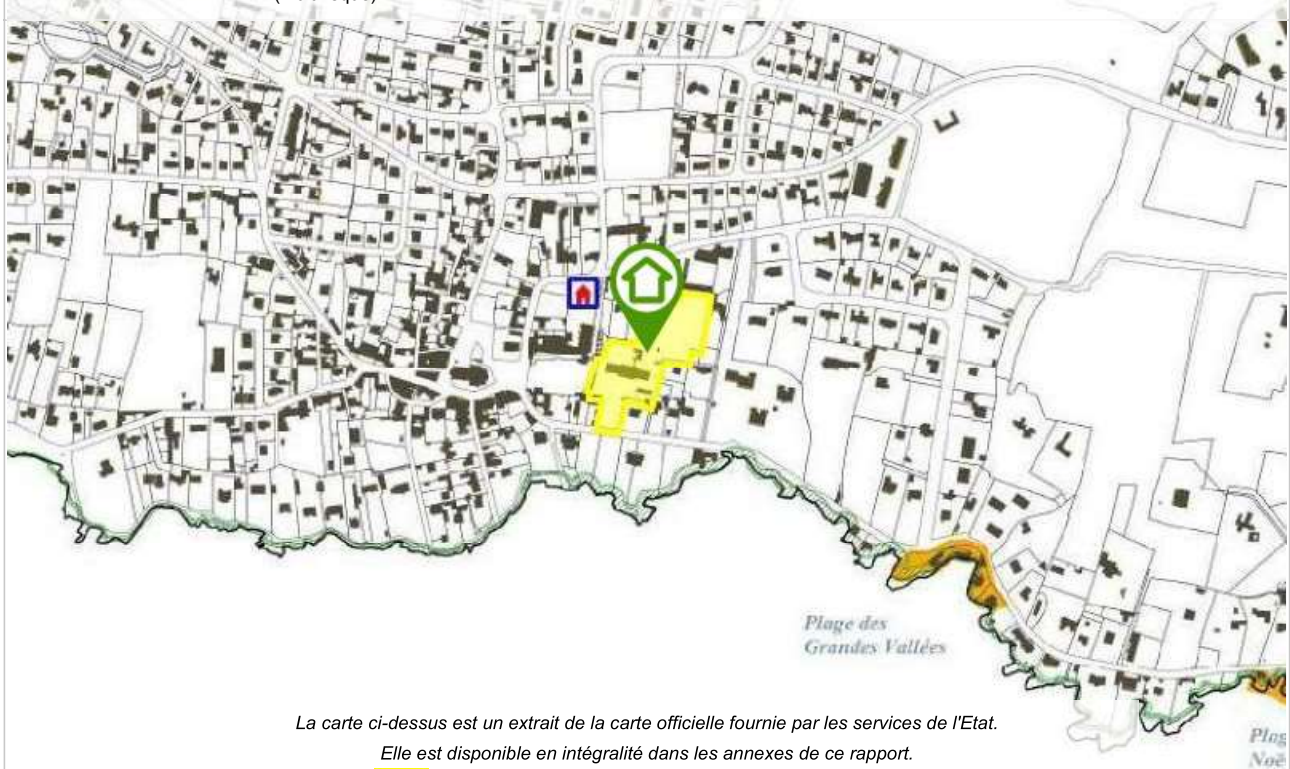 Plage des
Grandes Vallées
La carte ci-dessus est un extrait de la carte officielle fournie par les services de l'Etat.
Elle est disponible en intégralité dans les annexes de ce rapport.